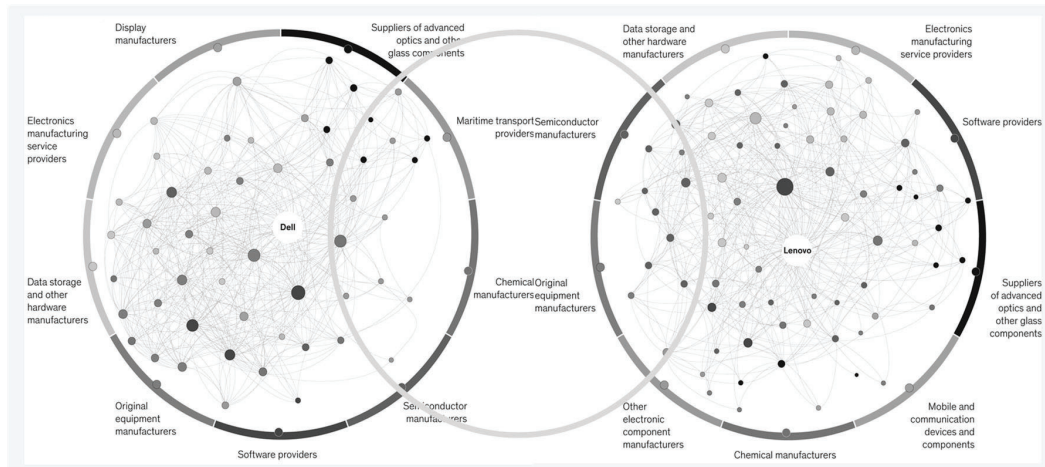 Display
manufacturers
Suppliers of advanced
optics and other
glass components
Electronics
manufacturing
service
providers
Maritime transport
providers
Dell
Data storage
and other
hardware
manufacturers
Chemical
manufacturers
Original
equipment
manufacturers
Semiconductor
manufacturers
Software providers
Data storage and
other hardware
manufacturers
Electronics
manufacturing
service providers
Semiconductor
manufacturers
Software providers
Lenovo
Original
equipment
manufacturers
Suppliers
of advanced
optics and
other glass
components
Other
electronic
component
manufacturers
Mobile and
communication
devices and
components
Chemical manufacturers